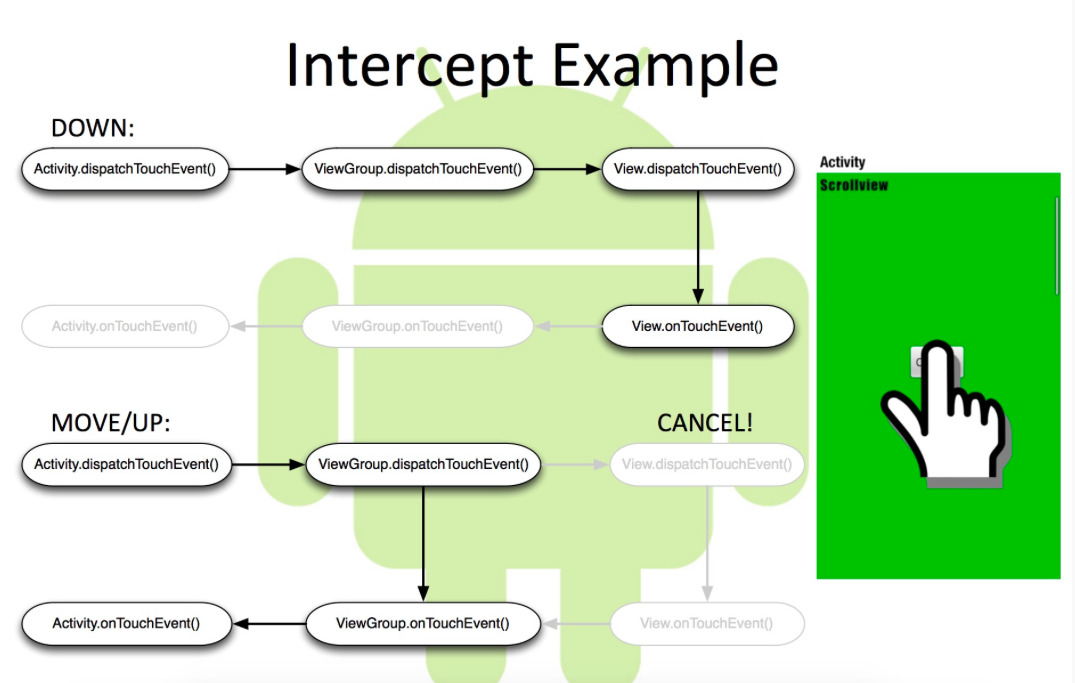 Intercept Example
DOWN:
Activity.dispatchTouchEvent()
ViewGroup.dispatchTouchEvent()
View.dispatchTouchEvent()
Activity
Scrollview
Activity.onTouchEvent()
ViewGroup.onTouchEvent()
View.onTouchEvent()
MOVE/UP:
CANCEL!
Activity.dispatchTouchEvent()
ViewGroup.dispatchTouchEvent()
View.dispatchTouchEvent()
Activity.onTouchEvent()
ViewGroup.onTouchEvent()
View.onTouchEvent()